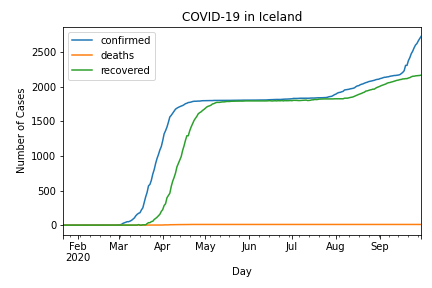 COVID-19 in Iceland
confirmed
deaths
recovered
Number of Cases
2500
2000
1500
1000
500
0
Feb Mar Apr May Jun Jul Aug Sep
2020
Day